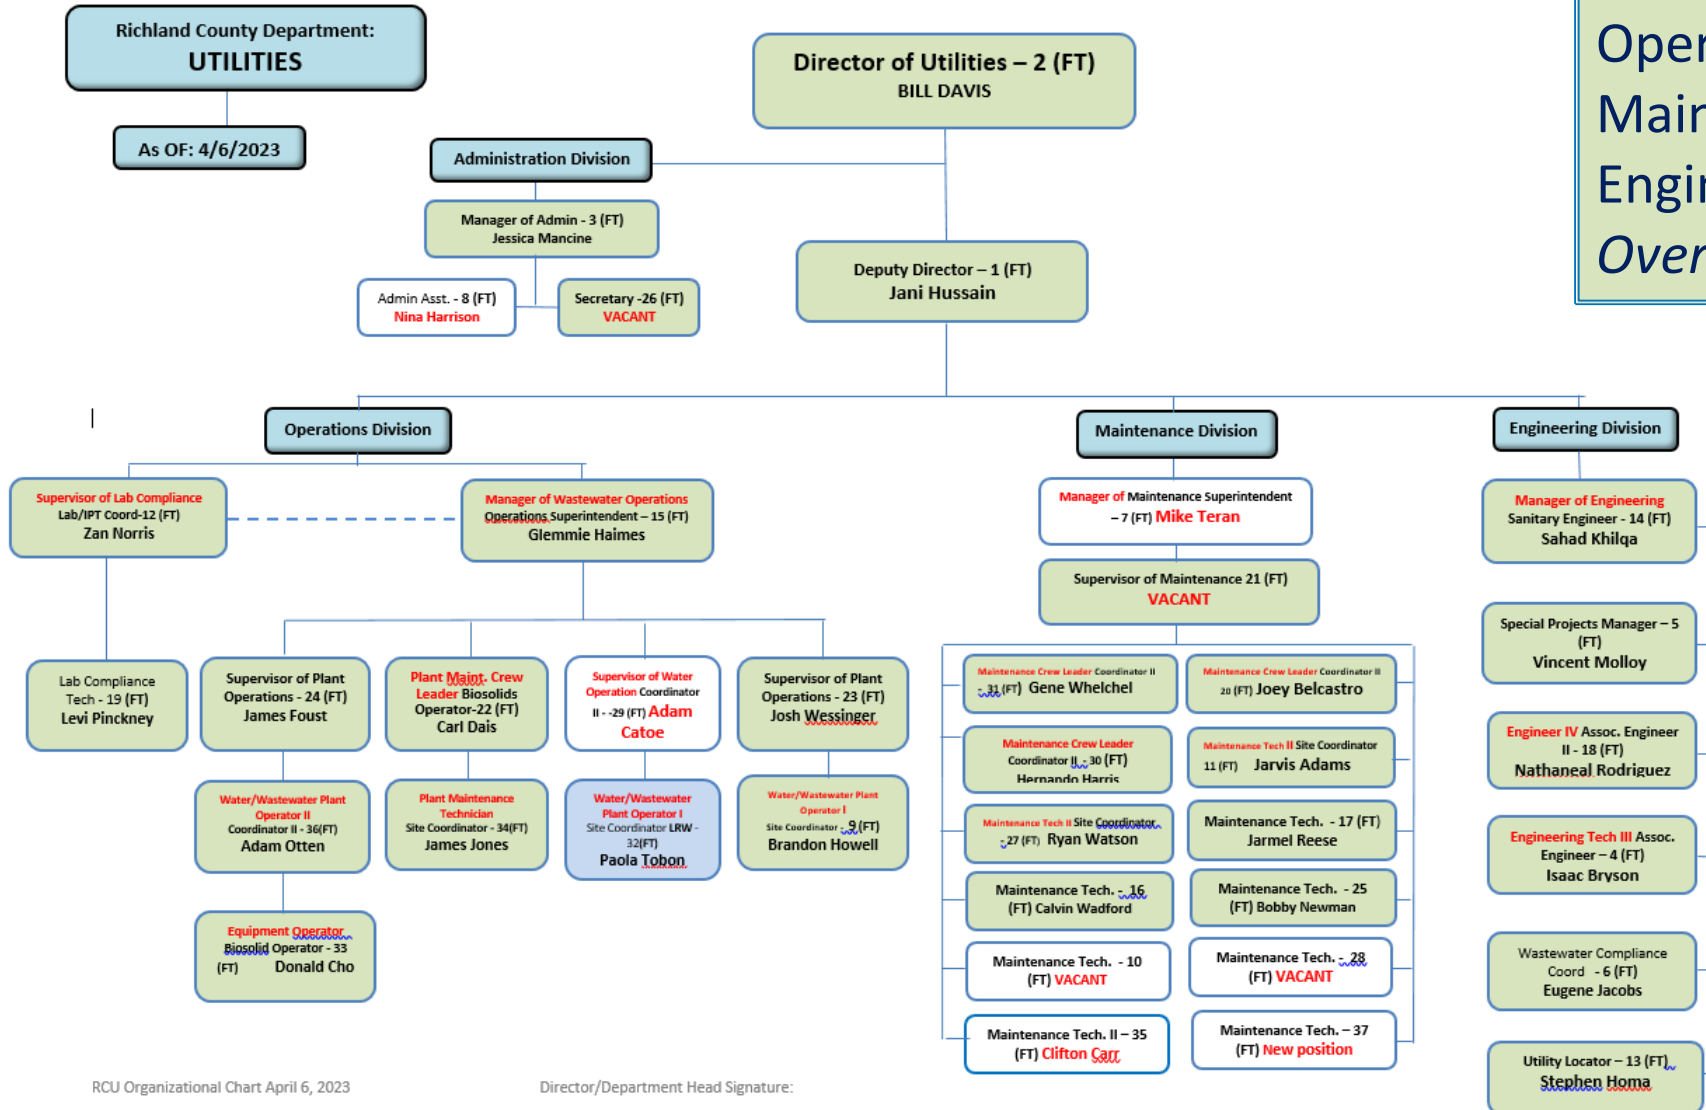 Richland County Department:
UTILITIES
As OF: 4/6/2023
Director of Utilities – 2 (FT)
BILL DAVIS
Administration Division
Manager of Admin - 3 (FT)
Jessica Mancine
Admin Asst. - 8 (FT)
Nina Harrison
Secretary -26 (FT)
VACANT
Deputy Director – 1 (FT)
Jani Hussain
Operations Division
Supervisor of Lab Compliance
Lab/IPT Coord-12 (FT)
Zan Norris
Manager of Wastewater Operations
Operations Superintendent – 15 (FT)
Glemmie Haimes
Lab Compliance
Tech - 19 (FT)
Levi Pinckney
Supervisor of Plant
Operations - 24 (FT)
James Foust
Plant Maint. Crew
Leader Biosolids
Operator-22 (FT)
Carl Dais
Supervisor of Water
Operation Coordinator
II - -29 (FT) Adam
Catoe
Supervisor of Plant
Operations - 23 (FT)
Josh Wessinger
Water/Wastewater Plant
Operator II
Coordinator II - 36(FT)
Adam Otten
Plant Maintenance
Technician
Site Coordinator - 34(FT)
James Jones
Water/Wastewater
Plant Operator I
Site Coordinator LRW -
32(FT)
Paola Tobon
Water/Wastewater Plant
Operator I
Site Coordinator - 9 (FT)
Brandon Howell
Equipment Operator
Biosolid Operator - 33
(FT) Donald Cho
Maintenance Division
Manager of Maintenance Superintendent
– 7 (FT) Mike Teran
Supervisor of Maintenance 21 (FT)
VACANT
Maintenance Crew Leader Coordinator II
- 31 (FT) Gene Whelchel
Maintenance Crew Leader Coordinator II
20 (FT) Joey Belcastro
Maintenance Crew Leader
Coordinator II - 30 (FT)
Hernando Harris
Maintenance Tech II Site Coordinator
11 (FT) Jarvis Adams
Maintenance Tech II Site Coordinator
- 27 (FT) Ryan Watson
Maintenance Tech. - 17 (FT)
Jarmel Reese
Maintenance Tech. - 16
(FT) Calvin Wadford
Maintenance Tech. - 25
(FT) Bobby Newman
Maintenance Tech. - 10
(FT) VACANT
Maintenance Tech. - 28
(FT) VACANT
Maintenance Tech. II – 35
(FT) Clifton Carr
Maintenance Tech. – 37
(FT) New position
Engineering Division
Manager of Engineering
Sanitary Engineer - 14 (FT)
Sahad Khilqa
Special Projects Manager – 5
(FT)
Vincent Molloy
Engineer IV Assoc. Engineer
II - 18 (FT)
Nathaneal Rodriguez
Engineering Tech III Assoc.
Engineer – 4 (FT)
Isaac Bryson
Wastewater Compliance
Coord - 6 (FT)
Eugene Jacobs
Utility Locator – 13 (FT)
Stephen Homa
RCU Organizational Chart April 6, 2023
Director/Department Head Signature: